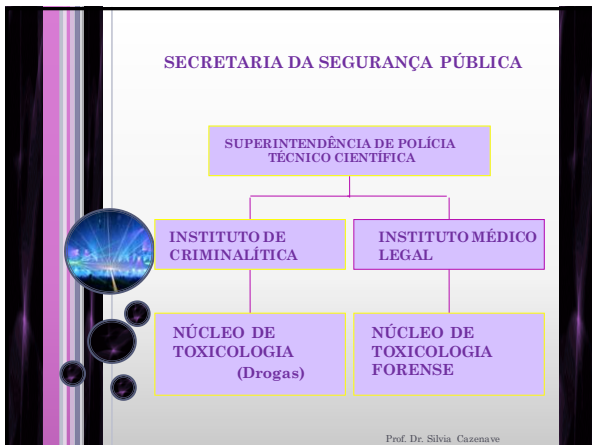 SECRETARIA DA SEGURANÇA PÚBLICA
SUPERINTENDÊNCIA DE POLÍCIA
TÉCNICO CIENTÍFICA
INSTITUTO DE
CRIMINALÍTICA
INSTITUTO MÉDICO
LEGAL
NÚCLEO DE
TOXICOLOGIA
(Drogas)
NÚCLEO DE
TOXICOLOGIA
FORENSE
Prof. Dr. Silvia Cazenave